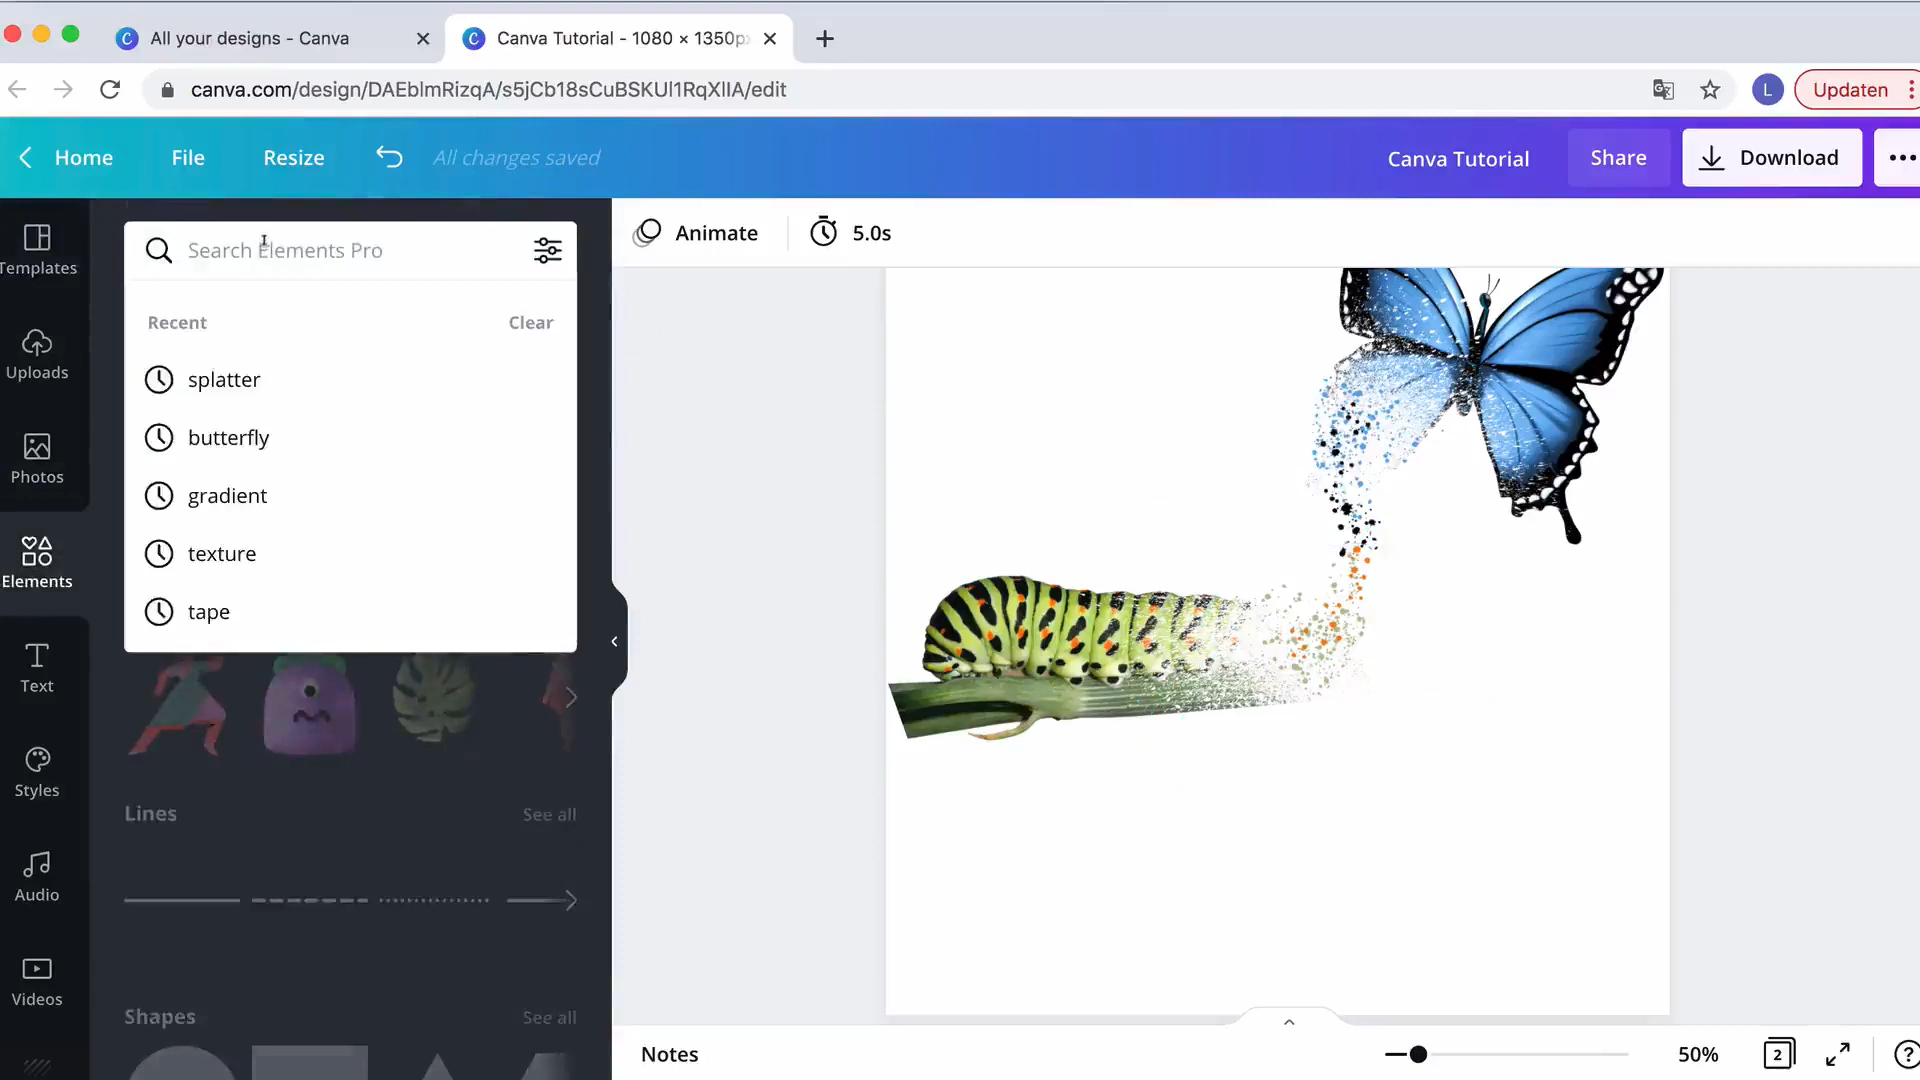 All your designs - Canva
Canva Tutorial - 1080 × 1350px
canva.com/design/DAEblmRizqA/s5jCb18sCuBSKUl1RqXlIA/edit
L
Updaten
Home
File
Resize
All changes saved
Canva Tutorial
Share
Download
Templates
Uploads
Photos
Elements
Text
Styles
Audio
Videos
Search Elements Pro
Recent
Clear
splatter
butterfly
gradient
texture
tape
Lines
See all
Shapes
See all
Animate
5.0s
Notes
50%
2
?